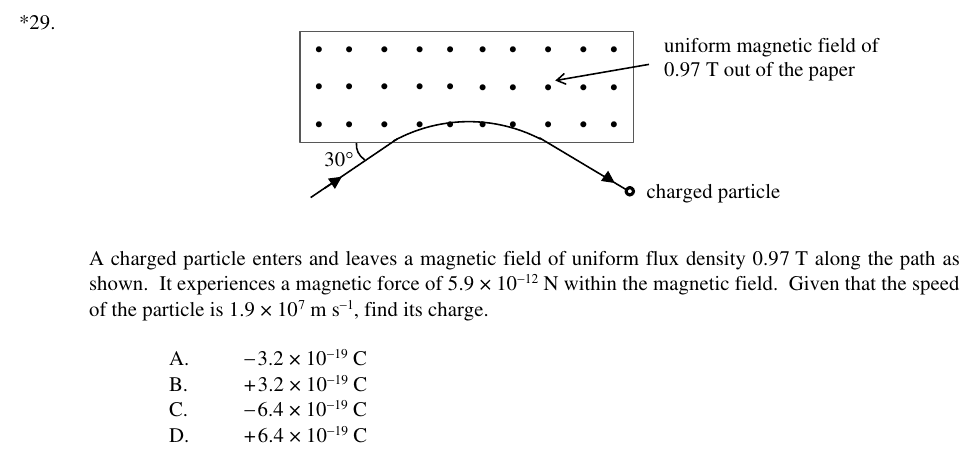 *29.
uniform magnetic field of
0.97 T out of the paper
30°
charged particle
A charged particle enters and leaves a magnetic field of uniform flux density 0.97 T along the path as
shown. It experiences a magnetic force of 5.9 × 10⁻¹² N within the magnetic field. Given that the speed
of the particle is 1.9 × 10⁷ m s⁻¹, find its charge.
A. −3.2 × 10⁻¹⁹ C
B. +3.2 × 10⁻¹⁹ C
C. −6.4 × 10⁻¹⁹ C
D. +6.4 × 10⁻¹⁹ C